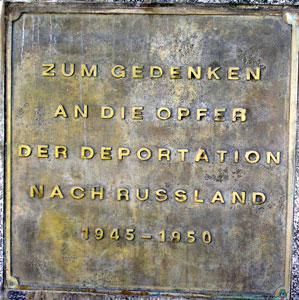 ZUM GEDENKEN
AN DIE OPFER
DER DEPORTATION
NACH RUSSLAND
1945-1950